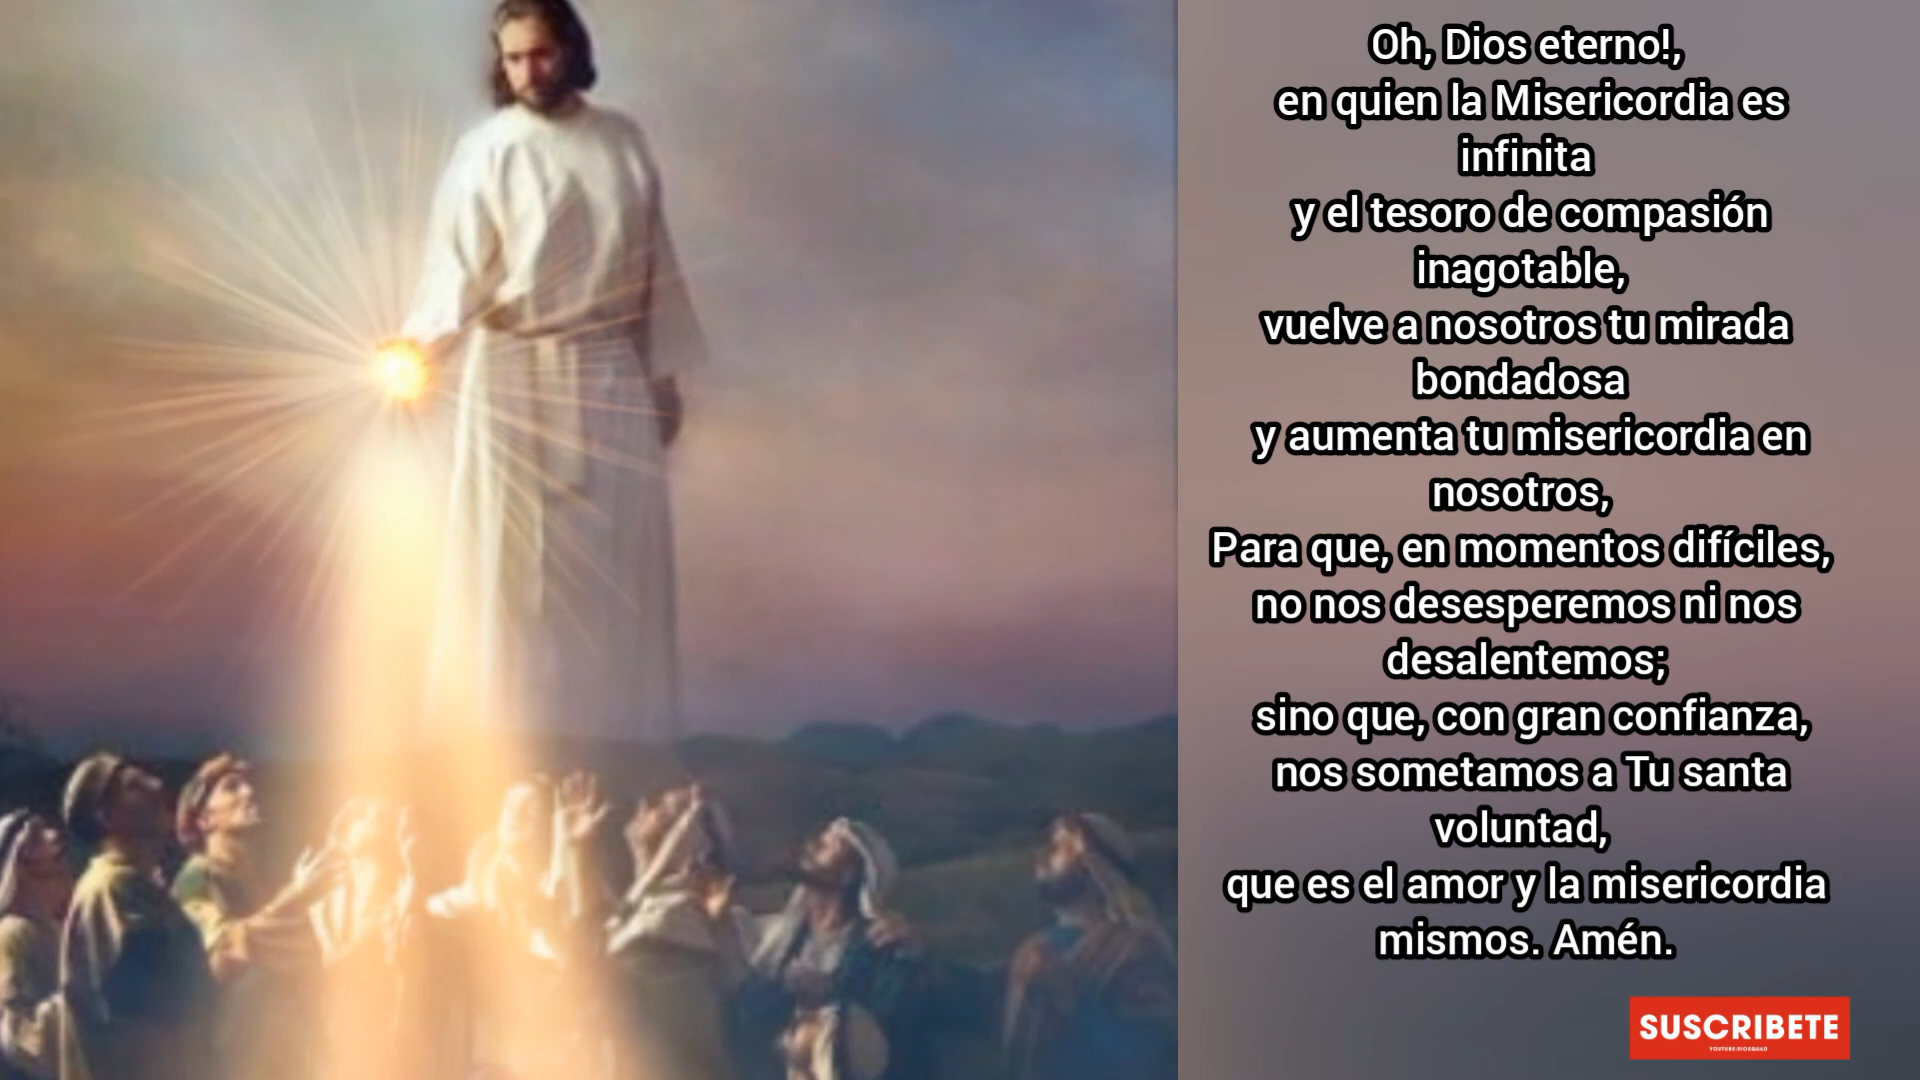 Oh, Dios eterno!,
en quien la Misericordia es
infinita
y el tesoro de compasión
inagotable,
vuelve a nosotros tu mirada
bondadosa
y aumenta tu misericordia en
nosotros,
Para que, en momentos difíciles,
no nos desesperemos ni nos
desalentemos;
sino que, con gran confianza,
nos sometamos a Tu santa
voluntad,
que es el amor y la misericordia
mismos. Amén.
SUSCRIBETE